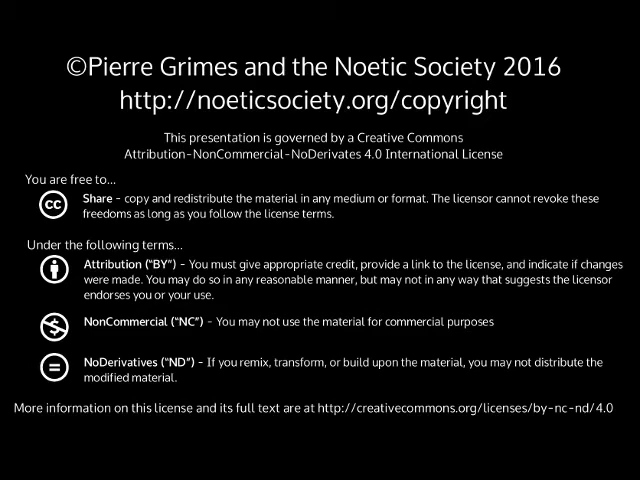 ©Pierre Grimes and the Noetic Society 2016
http://noeticsociety.org/copyright
This presentation is governed by a Creative Commons
Attribution-NonCommercial-NoDerivates 4.0 International License
You are free to...
cc
Share - copy and redistribute the material in any medium or format. The licensor cannot revoke these
freedoms as long as you follow the license terms.
Under the following terms...
Attribution ("BY") - You must give appropriate credit, provide a link to the license, and indicate if changes
were made. You may do so in any reasonable manner, but may not in any way that suggests the licensor
endorses you or your use.
NonCommercial ("NC") - You may not use the material for commercial purposes
NoDerivatives ("ND") - If you remix, transform, or build upon the material, you may not distribute the
modified material.
More information on this license and its full text are at http://creativecommons.org/licenses/by-nc-nd/4.0